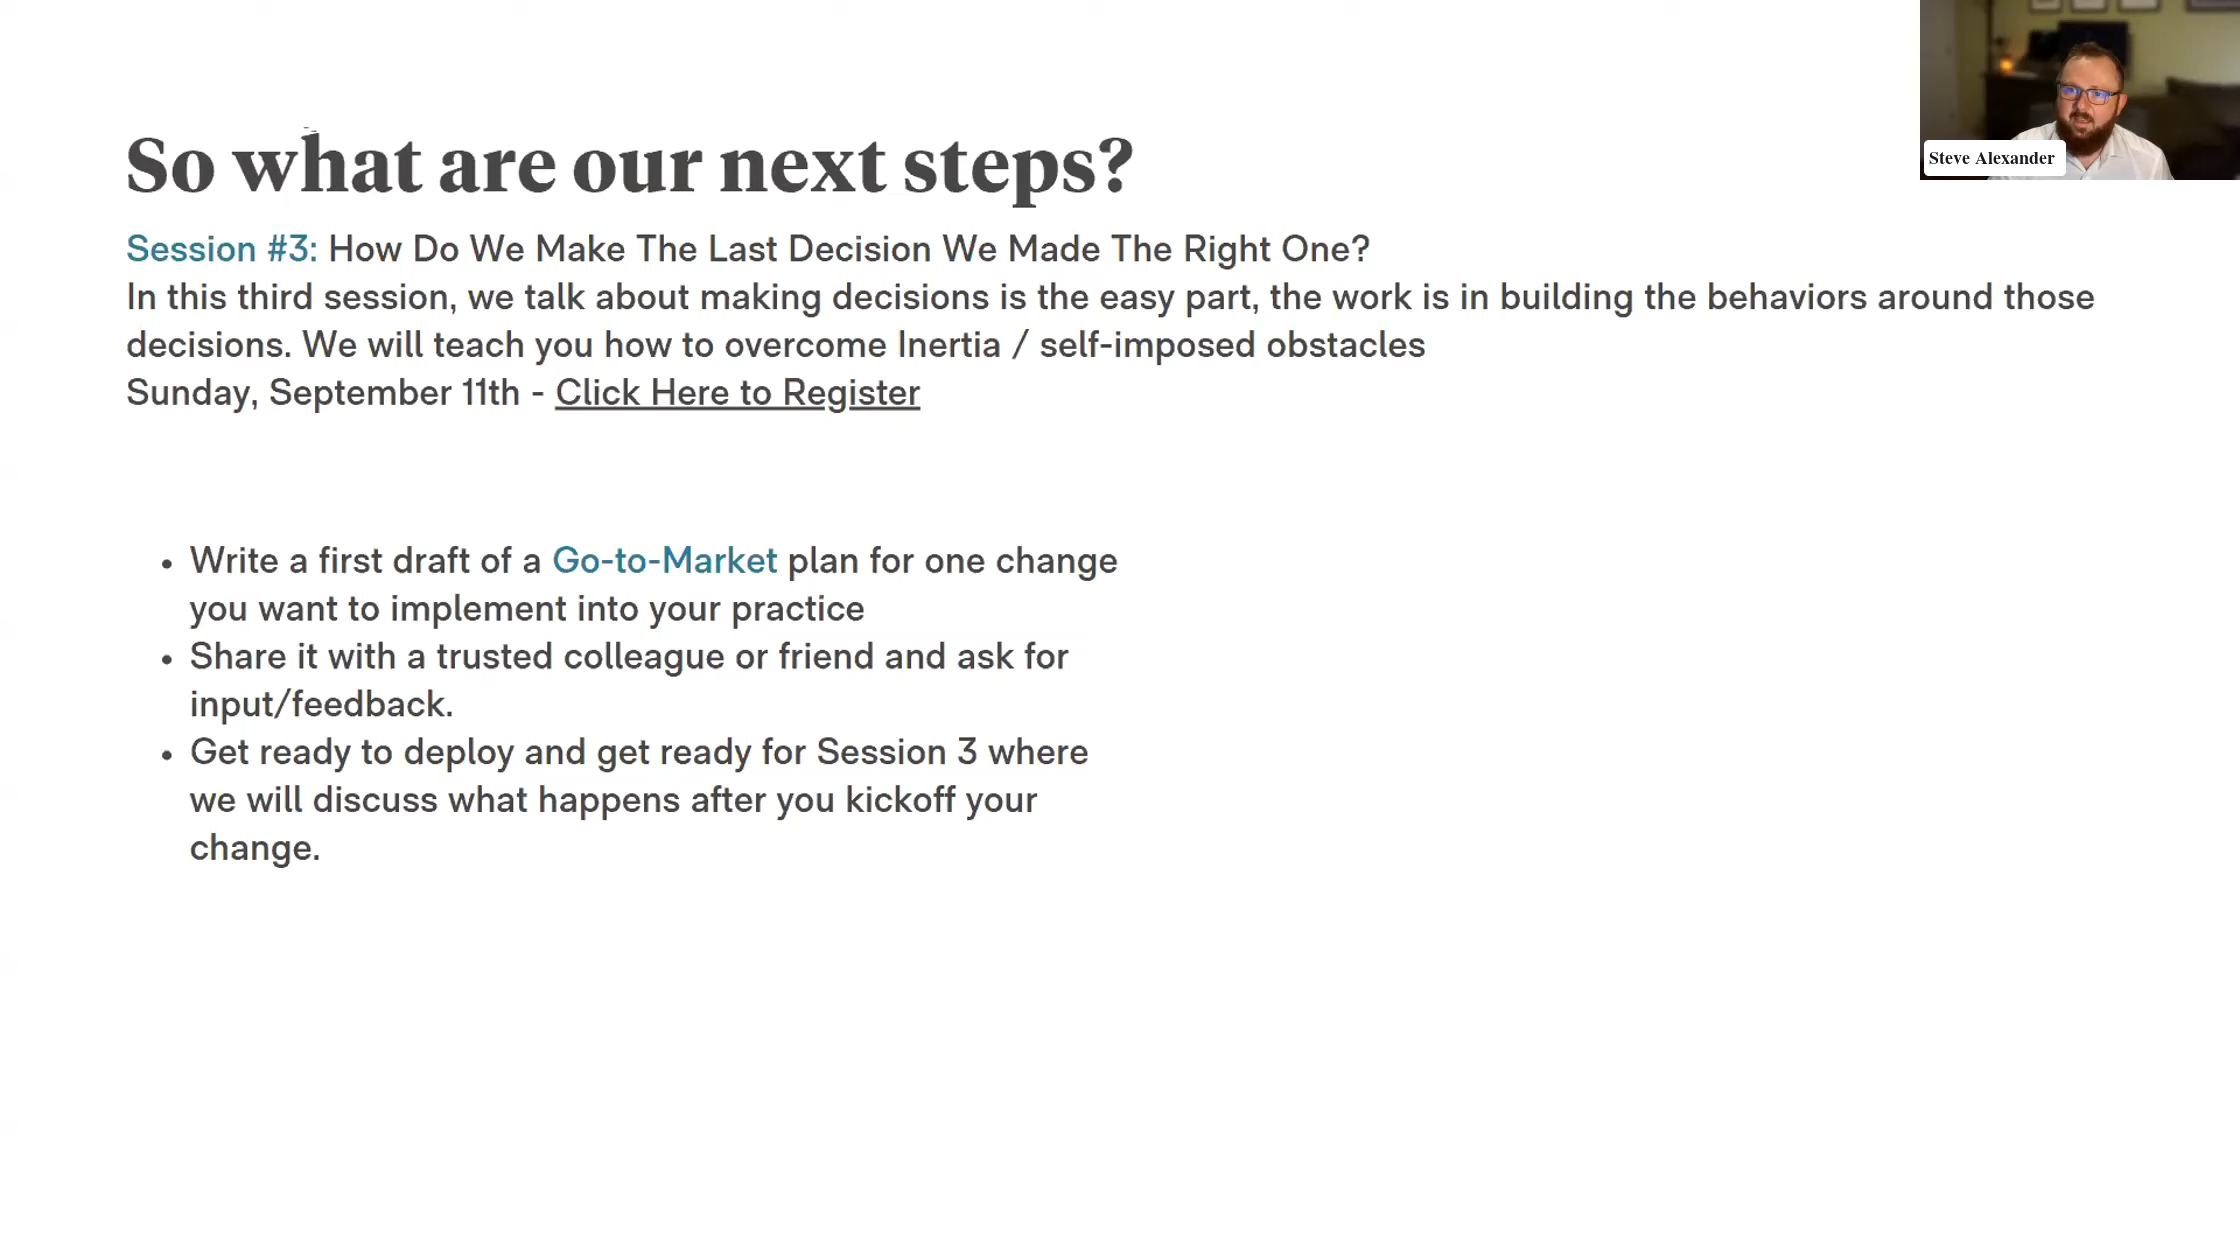 So what are our next steps?
Steve Alexander
Session #3: How Do We Make The Last Decision We Made The Right One?
In this third session, we talk about making decisions is the easy part, the work is in building the behaviors around those
decisions. We will teach you how to overcome Inertia / self-imposed obstacles
Sunday, September 11th - Click Here to Register
• Write a first draft of a Go-to-Market plan for one change
you want to implement into your practice
• Share it with a trusted colleague or friend and ask for
input/feedback.
• Get ready to deploy and get ready for Session 3 where
we will discuss what happens after you kickoff your
change.